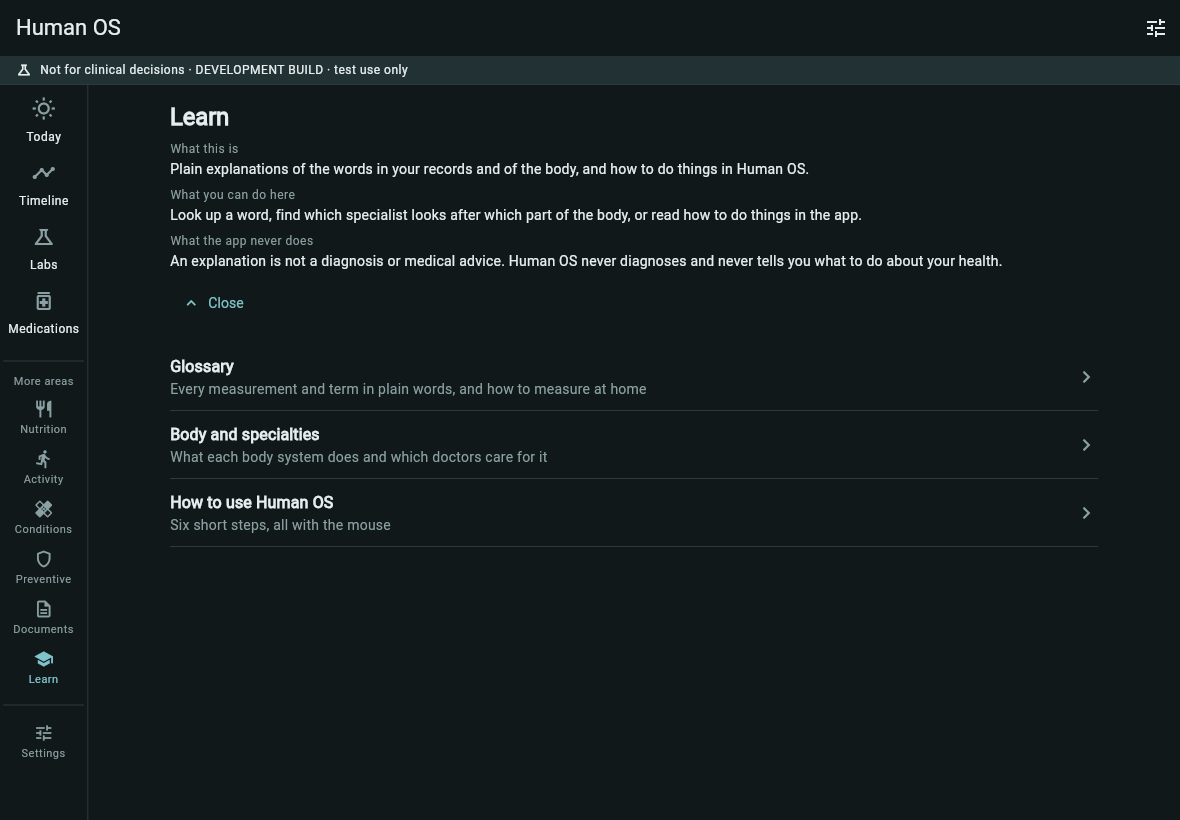 Human OS
Not for clinical decisions · DEVELOPMENT BUILD · test use only
Today
Timeline
Labs
Medications
More areas
Nutrition
Activity
Conditions
Preventive
Documents
Learn
Settings
Learn
What this is
Plain explanations of the words in your records and of the body, and how to do things in Human OS.
What you can do here
Look up a word, find which specialist looks after which part of the body, or read how to do things in the app.
What the app never does
An explanation is not a diagnosis or medical advice. Human OS never diagnoses and never tells you what to do about your health.
Close
Glossary
Every measurement and term in plain words, and how to measure at home
Body and specialties
What each body system does and which doctors care for it
How to use Human OS
Six short steps, all with the mouse